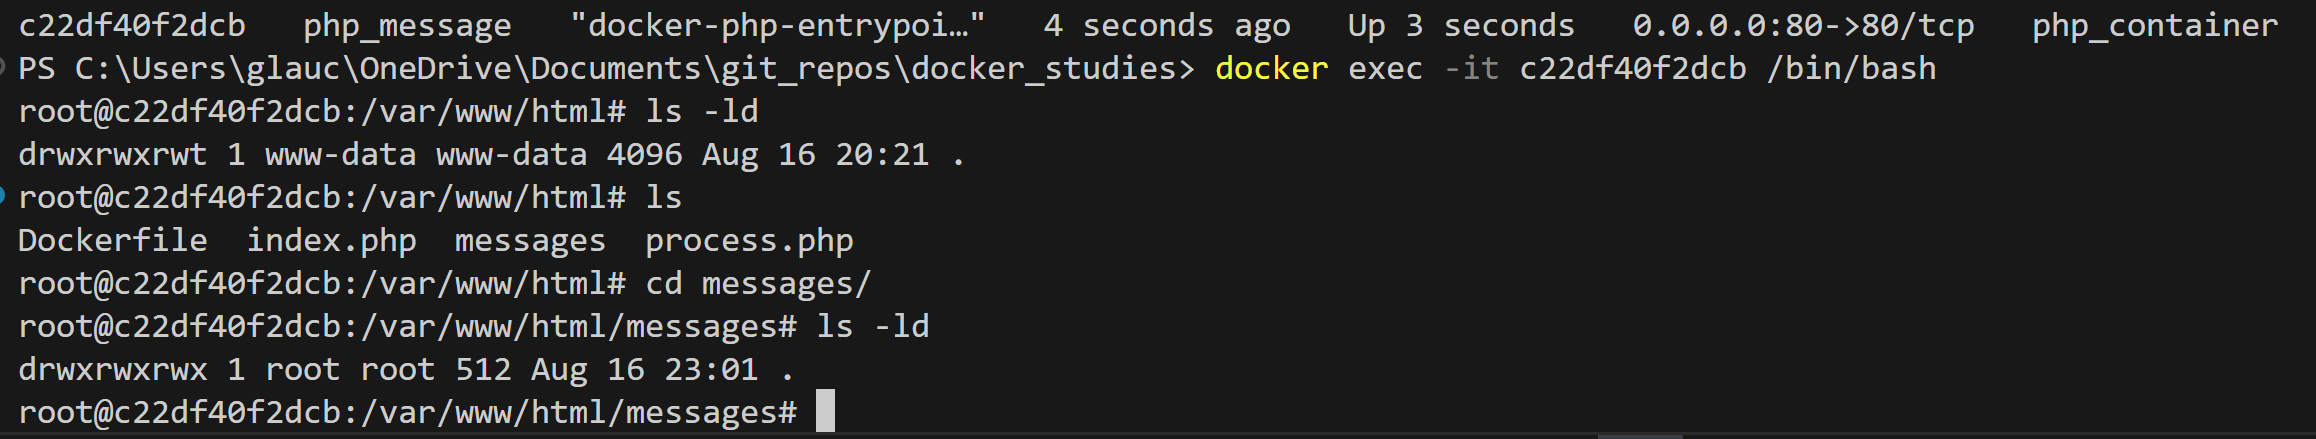 c22df40f2dcb   php_message   "docker-php-entrypoi…"   4 seconds ago   Up 3 seconds   0.0.0.0:80->80/tcp   php_container
PS C:\Users\glauc\OneDrive\Documents\git_repos\docker_studies> docker exec -it c22df40f2dcb /bin/bash
root@c22df40f2dcb:/var/www/html# ls -ld
drwxrwxrwt 1 www-data www-data 4096 Aug 16 20:21 .
root@c22df40f2dcb:/var/www/html# ls
Dockerfile  index.php  messages  process.php
root@c22df40f2dcb:/var/www/html# cd messages/
root@c22df40f2dcb:/var/www/html/messages# ls -ld
drwxrwxrwx 1 root root 512 Aug 16 23:01 .
root@c22df40f2dcb:/var/www/html/messages#